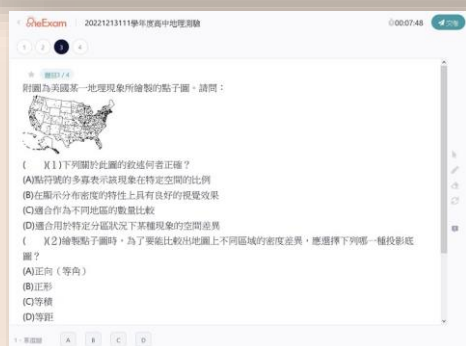 OneExam 20221213111學年度高中地理測驗 00:07:48
1 2 3 4
題目3 / 4
附圖為美國某一地理現象所繪製的點子圖。請問：
(    )(1)下列關於此圖的敘述何者正確？
(A)點符號的多寡表示該現象在特定空間的比例
(B)在顯示分布密度的特性上具有良好的視覺效果
(C)適合作為不同地區的數量比較
(D)適合用於特定分區狀況下某種現象的空間差異
(    )(2)繪製點子圖時，為了要能比較出地圖上不同區域的密度差異，應選擇下列哪一種投影底
圖？
(A)正向（等角）
(B)正形
(C)等積
(D)等距
A B C D